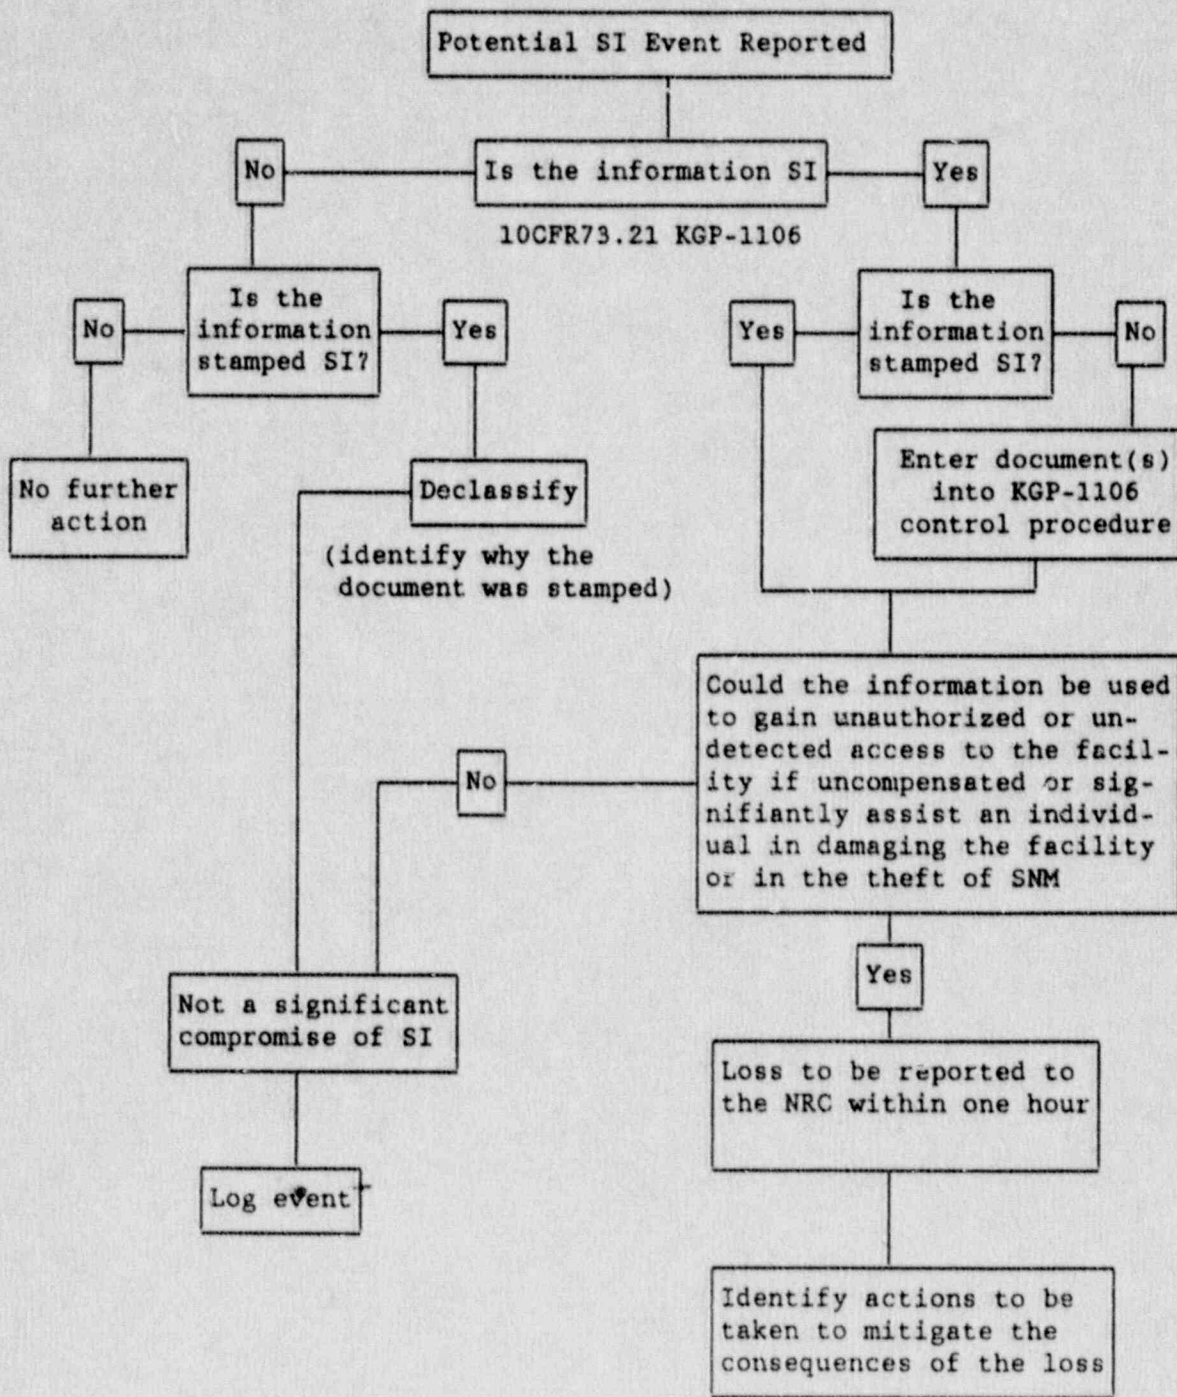 Potential SI Event Reported
No
Is the information SI
Yes
10CFR73.21 KGP-1106
No
Is the
information
stamped SI?
Yes
Yes
Is the
information
stamped SI?
No
No further
action
Declassify
(identify why the
document was stamped)
Enter document(s)
into KGP-1106
control procedure
Could the information be used
to gain unauthorized or un-
detected access to the facil-
ity if uncompensated or sig-
nifiantly assist an individ-
ual in damaging the facility
or in the theft of SNM
No
Yes
Not a significant
compromise of SI
Loss to be reported to
the NRC within one hour
Log event
Identify actions to be
taken to mitigate the
consequences of the loss